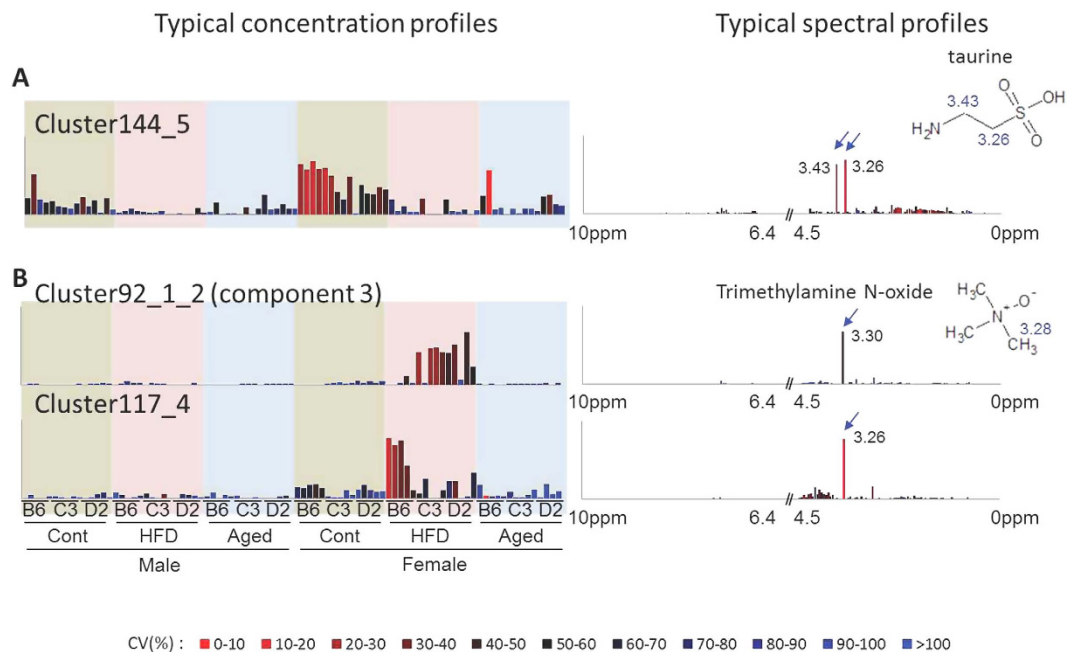 Typical concentration profiles
Typical spectral profiles
A
Cluster144_5
taurine
3.43
3.26
H₂N
O
S
OH
O
3.43
3.26
10ppm
6.4
4.5
0ppm
B
Cluster92_1_2 (component 3)
Trimethylamine N-oxide
H₃C
N⁺
O⁻
H₃C
CH₃
3.28
3.30
10ppm
6.4
4.5
0ppm
Cluster117_4
3.26
10ppm
6.4
4.5
0ppm
B6 C3 D2 B6 C3 D2 B6 C3 D2 B6 C3 D2 B6 C3 D2 B6 C3 D2
Cont HFD Aged Cont HFD Aged
Male Female
CV(%) : 0-10 10-20 20-30 30-40 40-50 50-60 60-70 70-80 80-90 90-100 >100